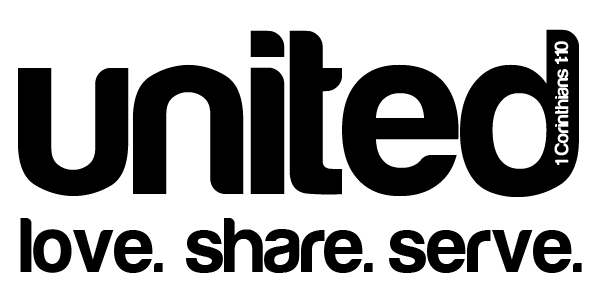 united
1 Corinthians 1:10
love. share. serve.